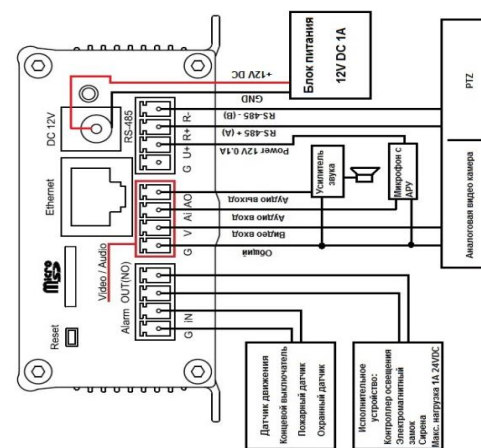 DC 12V
RS-485
R-
R+
U+
G
Ethernet
Video / Audio
AO
Ai
V
G
micro SD
Reset
Alarm OUT(NO)
iN
G
+12V DC
GND
RS-485 - (B)
RS-485 + (A)
Power 12V 0.1A
Аудио выход
Аудио вход
Видео вход
Общий
Блок питания
12V DC 1A
Усилитель
звука
Микрофон с
АРУ
PTZ
Аналоговая видео камера
Датчик движения
Концевой выключатель
Пожарный датчик
Охранный датчик
Исполнительное
устройство:
Контроллер освещения
Электромагнитный
замок
Сирена
Макс. нагрузка 1А 24VDC